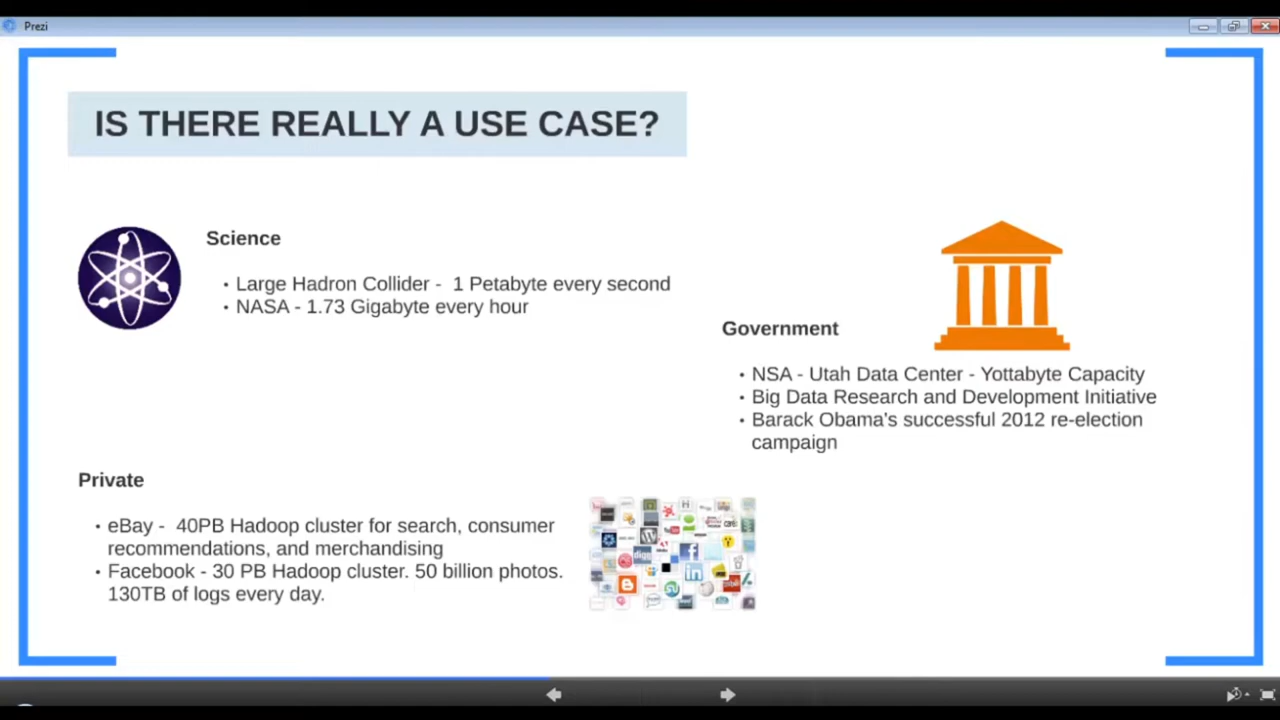 Prezi
IS THERE REALLY A USE CASE?
Science
• Large Hadron Collider -  1 Petabyte every second
• NASA - 1.73 Gigabyte every hour
Government
• NSA - Utah Data Center - Yottabyte Capacity
• Big Data Research and Development Initiative
• Barack Obama's successful 2012 re-election
campaign
Private
• eBay -  40PB Hadoop cluster for search, consumer
recommendations, and merchandising
• Facebook - 30 PB Hadoop cluster. 50 billion photos.
130TB of logs every day.
digg
in